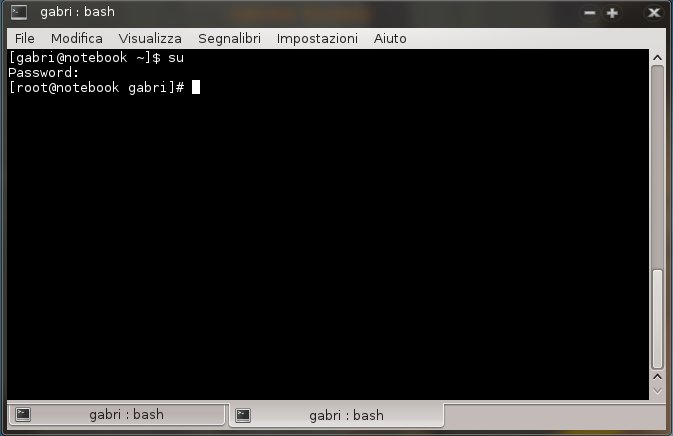 gabri : bash
File Modifica Visualizza Segnalibri Impostazioni Aiuto
[gabri@notebook ~]$ su
Password:
[root@notebook gabri]#
gabri : bash gabri : bash